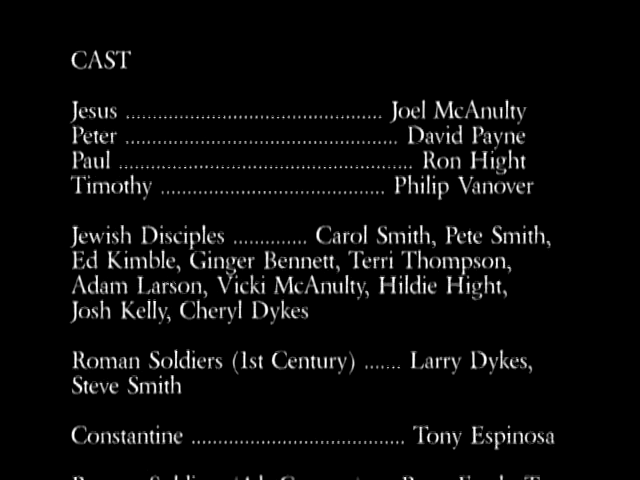 CAST
Jesus ................................................ Joel McAnulty
Peter ................................................... David Payne
Paul ....................................................... Ron Hight
Timothy .......................................... Philip Vanover
Jewish Disciples .............. Carol Smith, Pete Smith,
Ed Kimble, Ginger Bennett, Terri Thompson,
Adam Larson, Vicki McAnulty, Hildie Hight,
Josh Kelly, Cheryl Dykes
Roman Soldiers (1st Century) ....... Larry Dykes,
Steve Smith
Constantine ........................................ Tony Espinosa